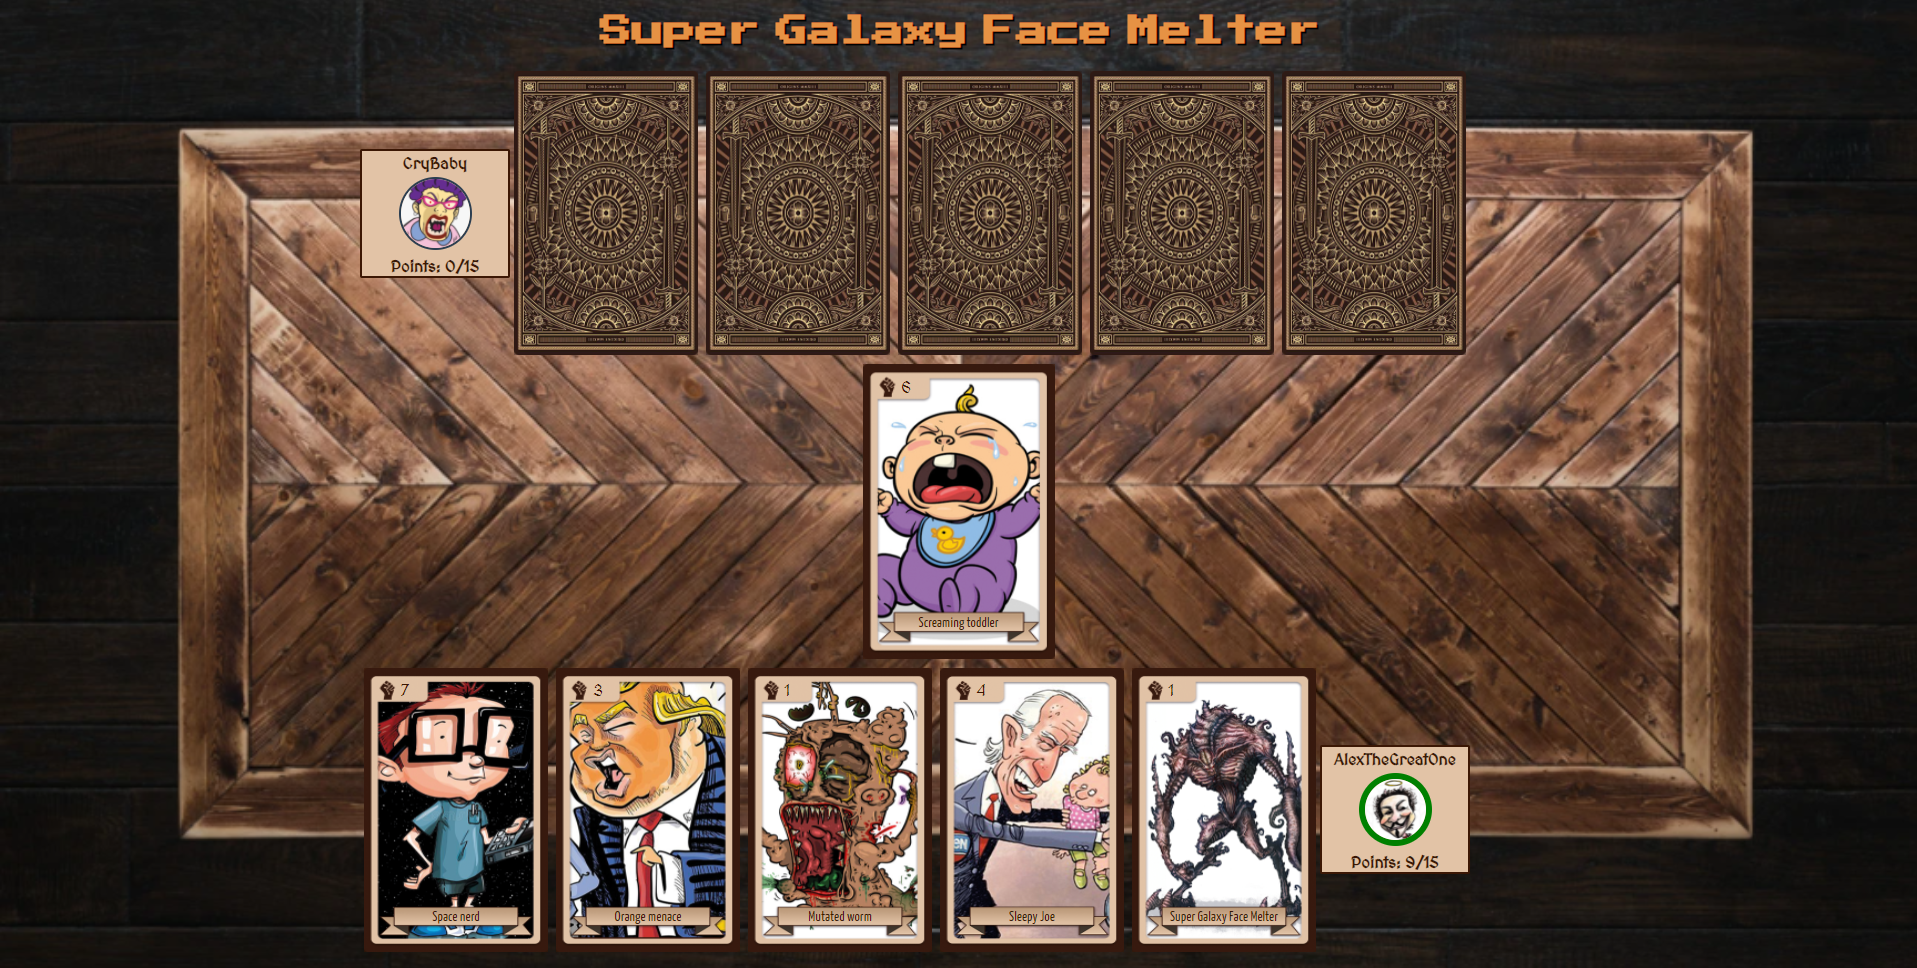 Super Galaxy Face Melter
CryBaby
Points: 0/15
6
Screaming toddler
7
Space nerd
3
Orange menace
1
Mutated worm
4
Sleepy Joe
1
Super Galaxy Face Melter
AlexTheGreatOne
Points: 9/15